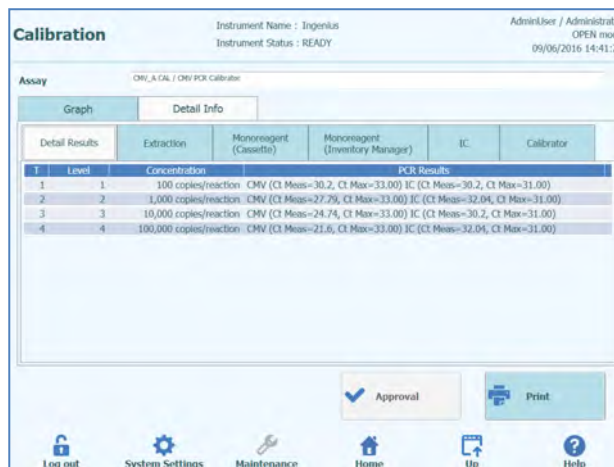 Calibration
Instrument Name : Ingenius
Instrument Status : READY
AdminUser / Administrat
OPEN mo
09/06/2016 14:41:2
Assay
CMV_A CAL / CMV PCR Calibrator
Graph
Detail Info
Detail Results
Extraction
Monoreagent
(Cassette)
Monoreagent
(Inventory Manager)
IC
Calibrator
T Level Concentration PCR Results
1 1 100 copies/reaction CMV (Ct Meas=30.2, Ct Max=33.00) IC (Ct Meas=30.2, Ct Max=31.00)
2 2 1,000 copies/reaction CMV (Ct Meas=27.79, Ct Max=33.00) IC (Ct Meas=32.04, Ct Max=31.00)
3 3 10,000 copies/reaction CMV (Ct Meas=24.74, Ct Max=33.00) IC (Ct Meas=30.2, Ct Max=31.00)
4 4 100,000 copies/reaction CMV (Ct Meas=21.6, Ct Max=33.00) IC (Ct Meas=32.04, Ct Max=31.00)
Approval
Print
Log out
System Settings
Maintenance
Home
Up
Help